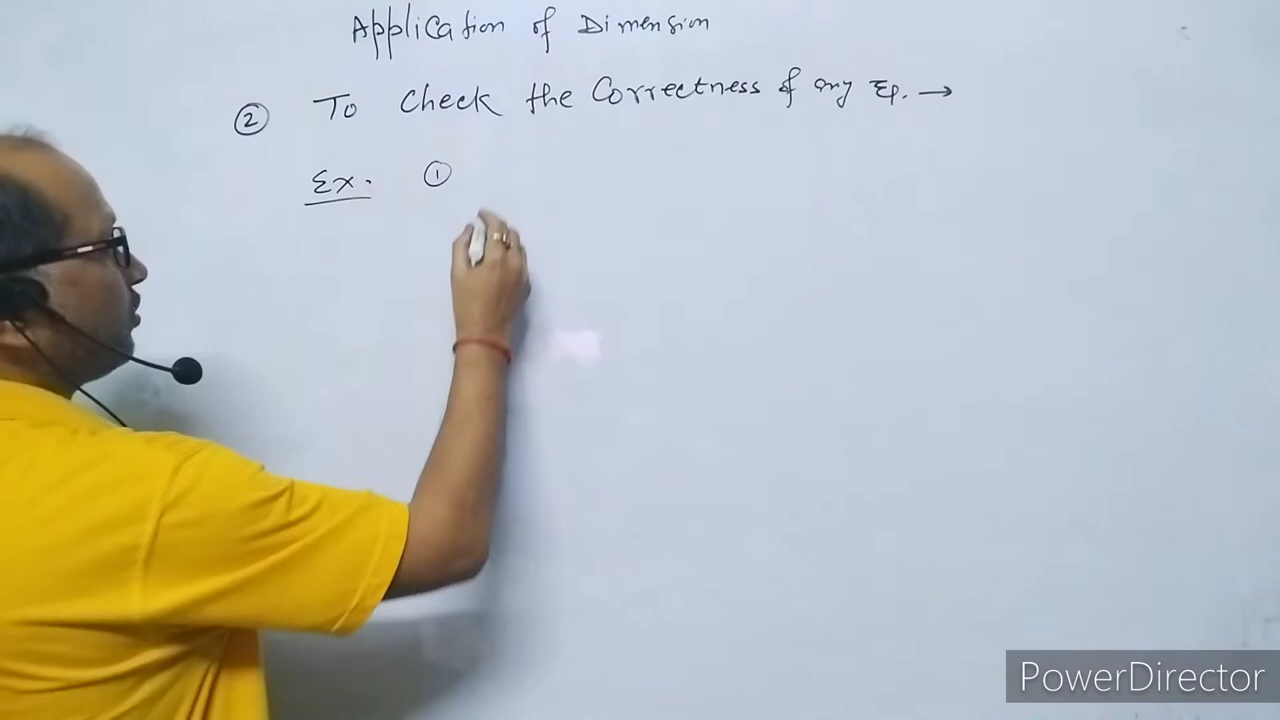 Application of Dimension
② To Check the Correctness of any Eq. →
Ex. ①
PowerDirector